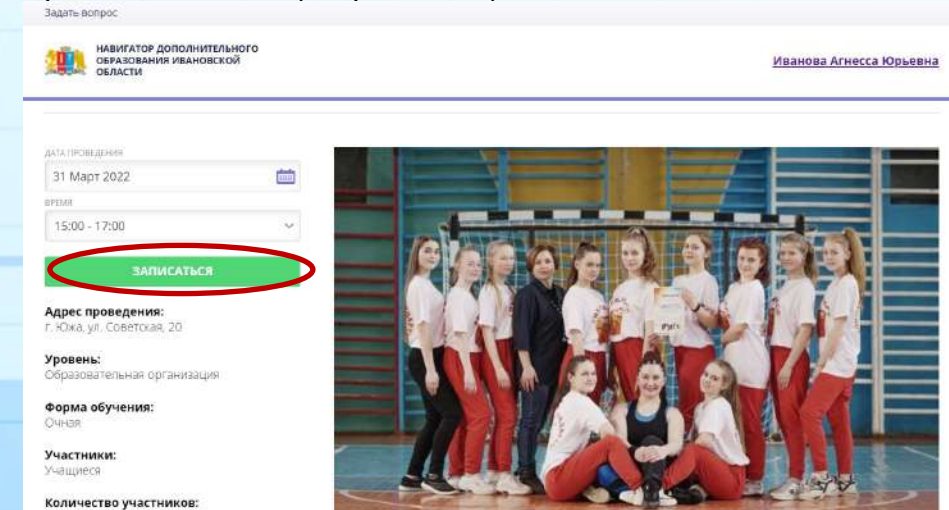 Задать вопрос
НАВИГАТОР ДОПОЛНИТЕЛЬНОГО
ОБРАЗОВАНИЯ ИВАНОВСКОЙ
ОБЛАСТИ
Иванова Агнесса Юрьевна
ДАТА ПРОВЕДЕНИЯ
31 Март 2022
ВРЕМЯ
15:00 - 17:00
ЗАПИСАТЬСЯ
Адрес проведения:
г. Южа, ул. Советская, 20
Уровень:
Образовательная организация
Форма обучения:
Очная
Участники:
Учащиеся
Количество участников: